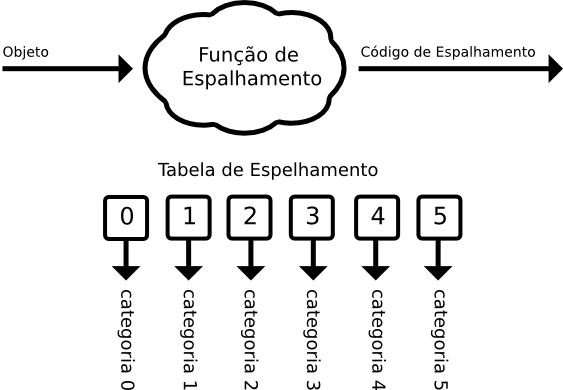 Objeto
Função de
Espalhamento
Código de Espalhamento
Tabela de Espelhamento
0 1 2 3 4 5
categoria 0
categoria 1
categoria 2
categoria 3
categoria 4
categoria 5